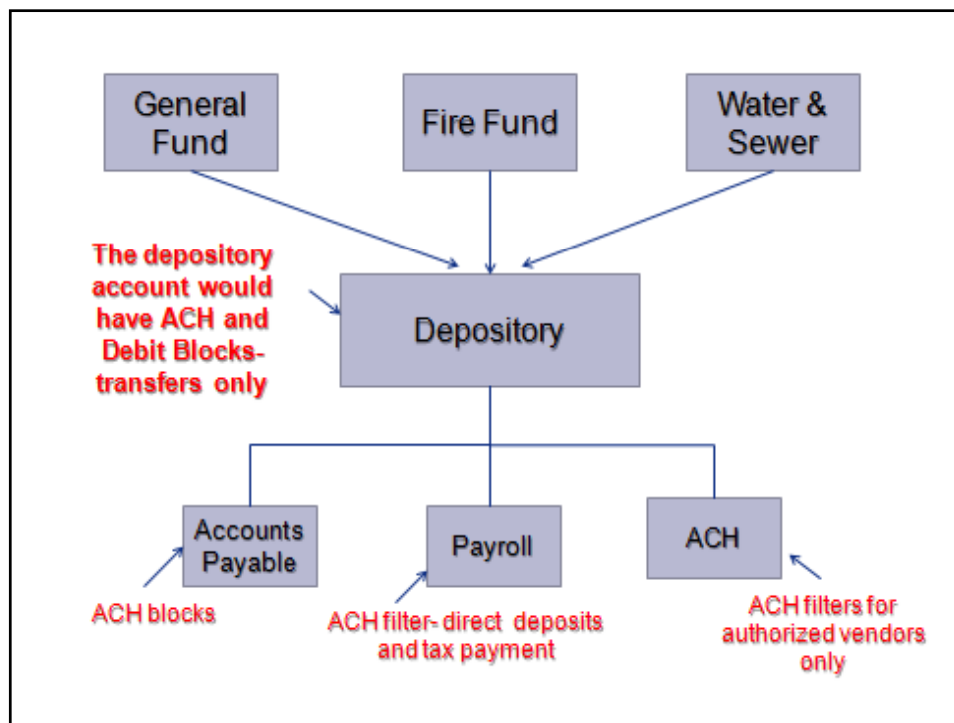 General
Fund
Fire Fund
Water &
Sewer
The depository
account would
have ACH and
Debit Blocks-
transfers only
Depository
Accounts
Payable
Payroll
ACH
ACH blocks
ACH filter- direct deposits
and tax payment
ACH filters for
authorized vendors
only